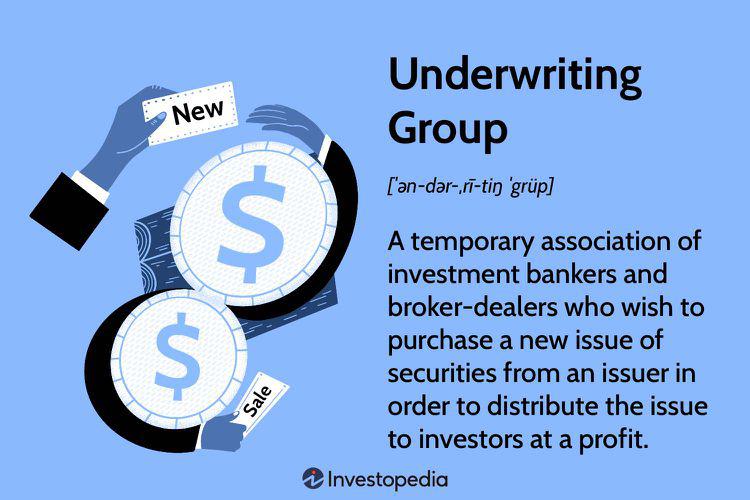 New
Underwriting
Group
[ˈən-dər-ˌrī-tiŋ ˈgrüp]
A temporary association of
investment bankers and
broker-dealers who wish to
purchase a new issue of
securities from an issuer in
order to distribute the issue
to investors at a profit.
$
$
Sale
Investopedia